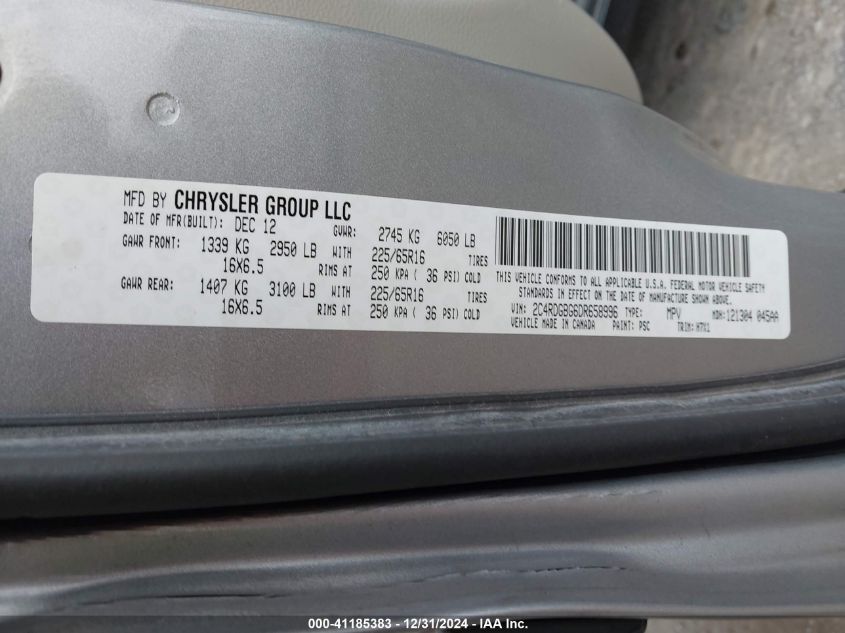 MFD BY CHRYSLER GROUP LLC
DATE OF MFR(BUILT): DEC 12 GVWR: 2745 KG 6050 LB
GAWR FRONT: 1339 KG 2950 LB WITH 225/65R16 TIRES
16X6.5 RIMS AT 250 KPA ( 36 PSI) COLD
GAWR REAR: 1407 KG 3100 LB WITH 225/65R16 TIRES
16X6.5 RIMS AT 250 KPA ( 36 PSI) COLD
THIS VEHICLE CONFORMS TO ALL APPLICABLE U.S.A. FEDERAL MOTOR VEHICLE SAFETY
STANDARDS IN EFFECT ON THE DATE OF MANUFACTURE SHOWN ABOVE.
VIN: 2C4RDGBG6DR658996 TYPE: MPV MDH:121304 045AA
VEHICLE MADE IN CANADA PAINT: PSC TRIM: H7X1
000-41185383 - 12/31/2024 - IAA Inc.